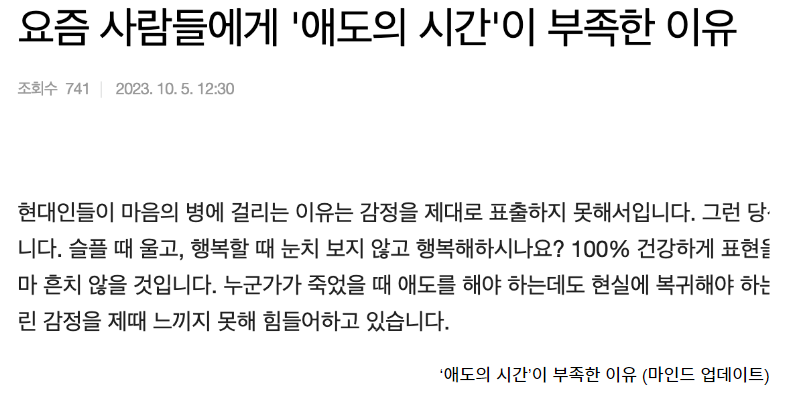 요즘 사람들에게 '애도의 시간'이 부족한 이유
조회수 741 | 2023. 10. 5. 12:30
현대인들이 마음의 병에 걸리는 이유는 감정을 제대로 표출하지 못해서입니다. 그런
니다. 슬플 때 울고, 행복할 때 눈치 보지 않고 행복해하시나요? 100% 건강하게
마 흔치 않을 것입니다. 누군가가 죽었을 때 애도를 해야 하는데도 현실에 복귀해야
린 감정을 제때 느끼지 못해 힘들어하고 있습니다.
‘애도의 시간’이 부족한 이유 (마인드 업데이트)